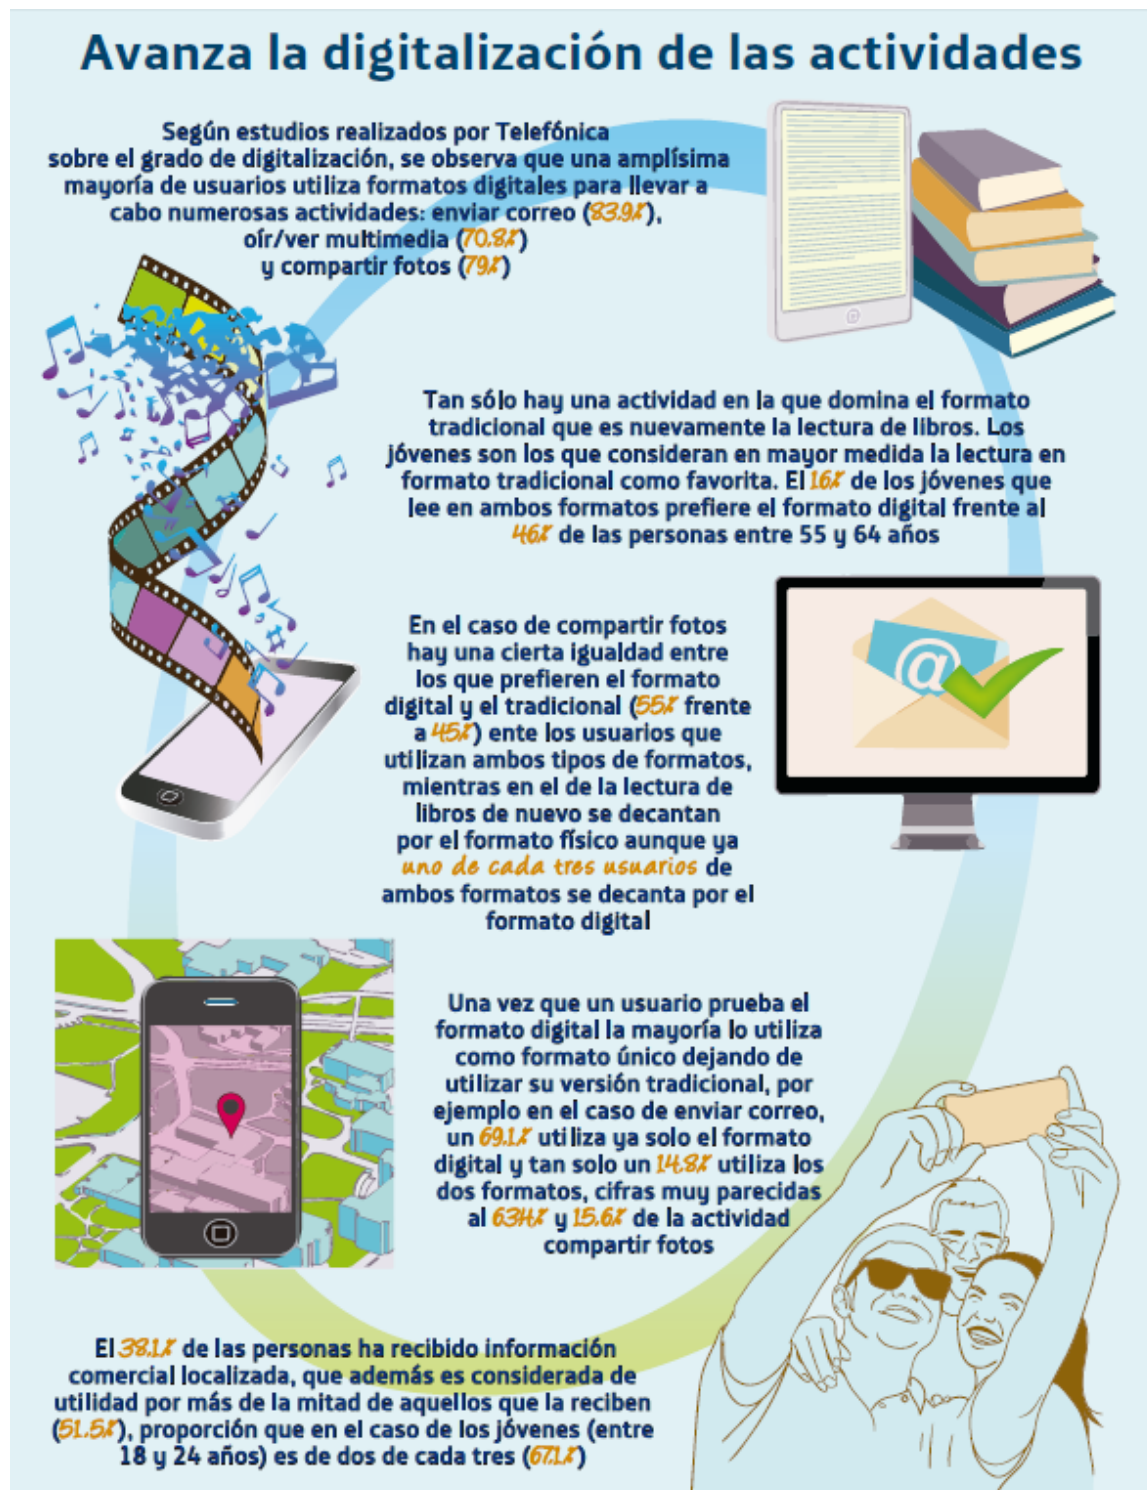 Avanza la digitalización de las actividades
Según estudios realizados por Telefónica
sobre el grado de digitalización, se observa que una amplísima
mayoría de usuarios utiliza formatos digitales para llevar a
cabo numerosas actividades: enviar correo (83.9%),
oír/ver multimedia (70.8%)
y compartir fotos (79%)
Tan sólo hay una actividad en la que domina el formato
tradicional que es nuevamente la lectura de libros. Los
jóvenes son los que consideran en mayor medida la lectura en
formato tradicional como favorita. El 16% de los jóvenes que
lee en ambos formatos prefiere el formato digital frente al
46% de las personas entre 55 y 64 años
En el caso de compartir fotos
hay una cierta igualdad entre
los que prefieren el formato
digital y el tradicional (55% frente
a 45%) ente los usuarios que
utilizan ambos tipos de formatos,
mientras en el de la lectura de
libros de nuevo se decantan
por el formato físico aunque ya
uno de cada tres usuarios de
ambos formatos se decanta por el
formato digital
@
Una vez que un usuario prueba el
formato digital la mayoría lo utiliza
como formato único dejando de
utilizar su versión tradicional, por
ejemplo en el caso de enviar correo,
un 69.1% utiliza ya solo el formato
digital y tan solo un 14.8% utiliza los
dos formatos, cifras muy parecidas
al 63.4% y 15.6% de la actividad
compartir fotos
El 38.1% de las personas ha recibido información
comercial localizada, que además es considerada de
utilidad por más de la mitad de aquellos que la reciben
(51.5%), proporción que en el caso de los jóvenes (entre
18 y 24 años) es de dos de cada tres (67.1%)